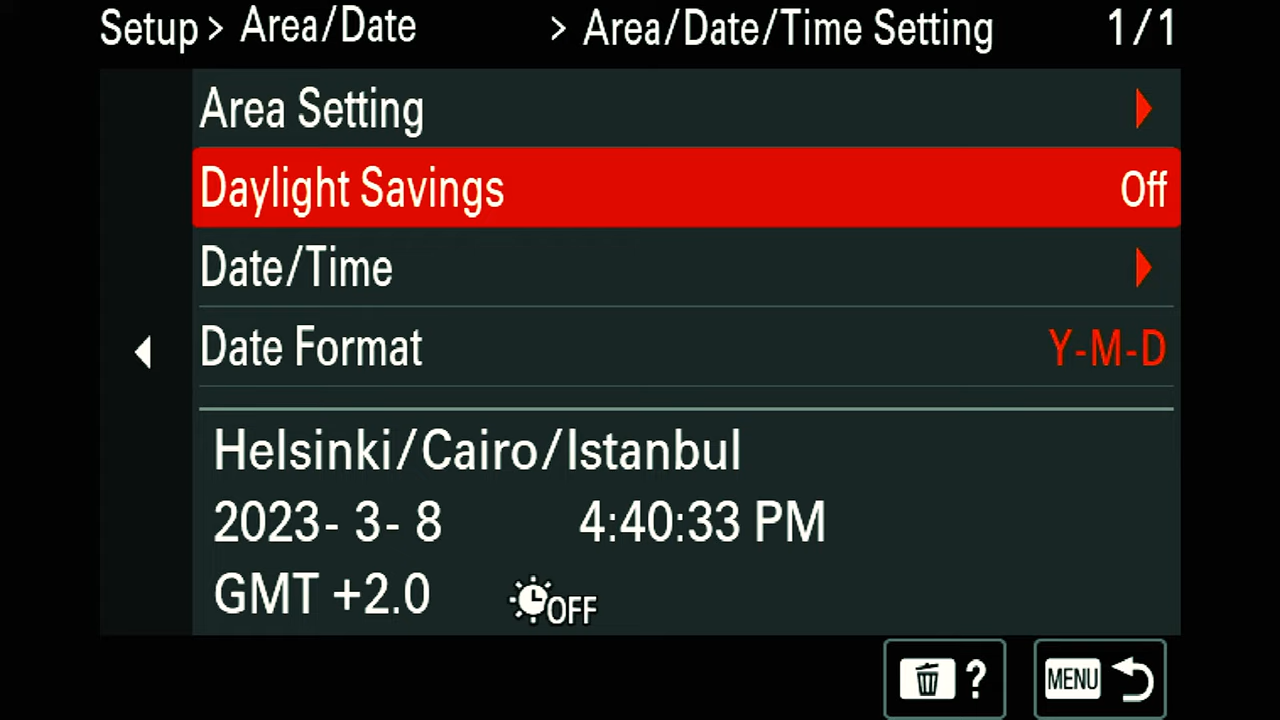 Setup > Area/Date > Area/Date/Time Setting 1/1
Area Setting
Daylight Savings Off
Date/Time
Date Format Y-M-D
Helsinki/Cairo/Istanbul
2023- 3- 8 4:40:33 PM
GMT +2.0 OFF
? MENU